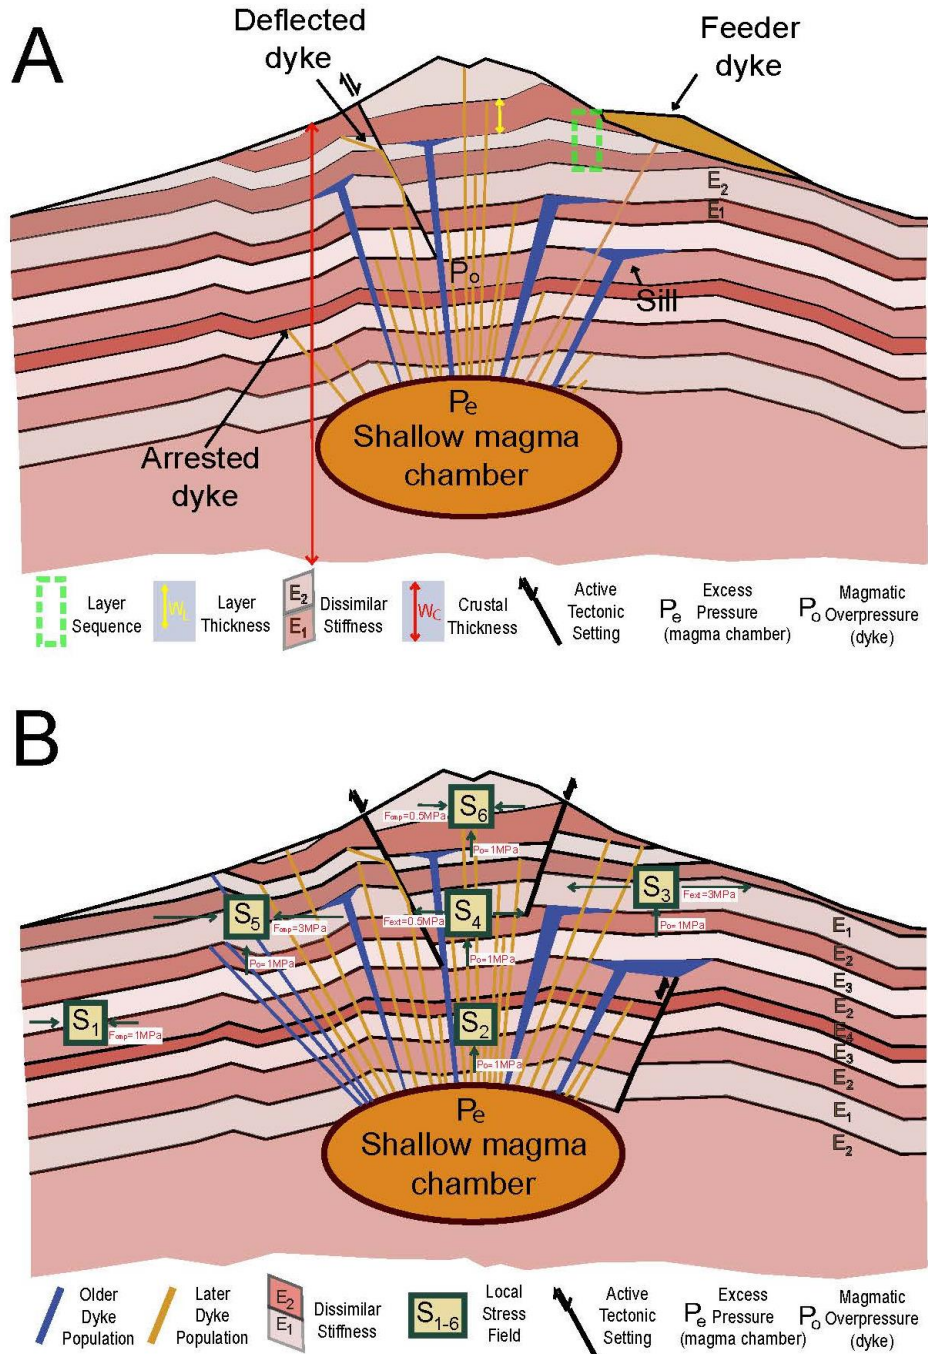 A
Deflected
dyke
Feeder
dyke
E2
E1
Po
Sill
Pe
Shallow magma
chamber
Arrested
dyke
Layer
Sequence
WL
Layer
Thickness
E2
E1
Dissimilar
Stiffness
WC
Crustal
Thickness
Active
Tectonic
Setting
Pe
Excess
Pressure
(magma chamber)
Po
Magmatic
Overpressure
(dyke)
B
S6
Fcmp=0.5MPa
Po=1MPa
S3
Fext=3MPa
Po=1MPa
S5
Fcmp=3MPa
Po=1MPa
S4
Fext=0.5MPa
Po=1MPa
S1
Fcmp=1MPa
S2
Po=1MPa
E1
E2
E3
E2
E4
E3
E2
E1
E2
Pe
Shallow magma
chamber
Older
Dyke
Population
Later
Dyke
Population
E2
E1
Dissimilar
Stiffness
S1-6
Local
Stress
Field
Active
Tectonic
Setting
Pe
Excess
Pressure
(magma chamber)
Po
Magmatic
Overpressure
(dyke)